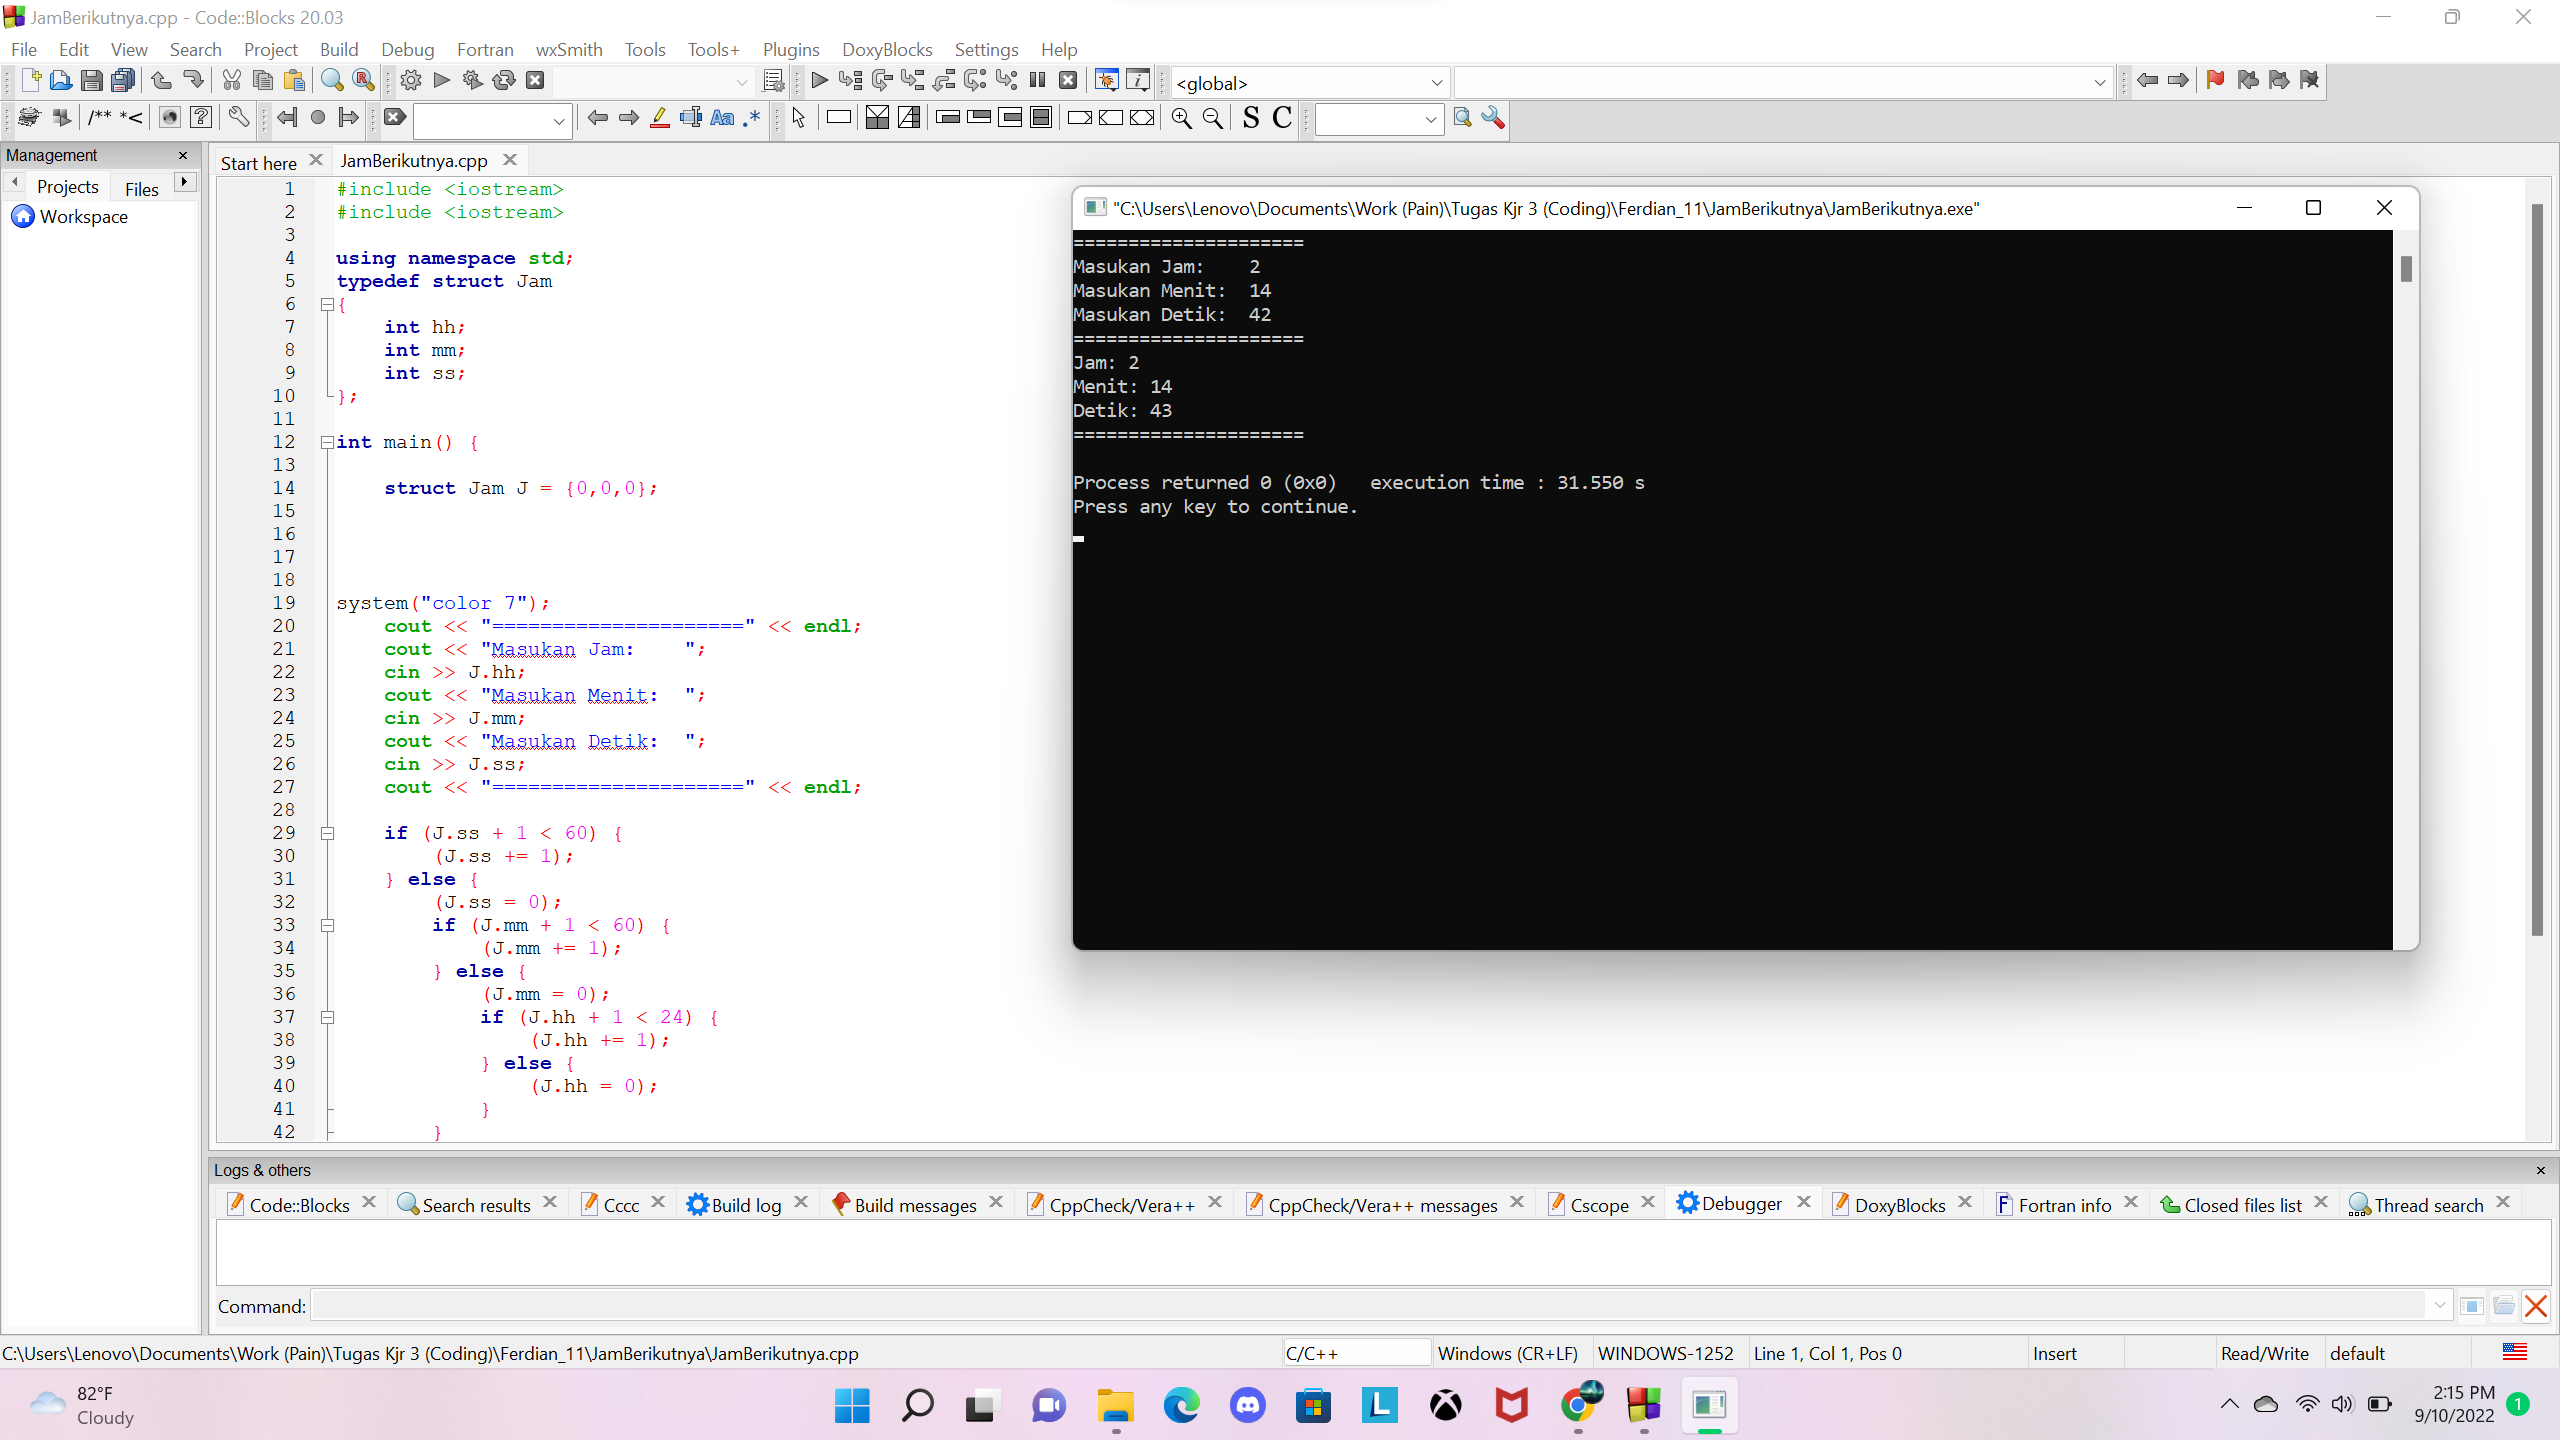 JamBerikutnya.cpp - Code::Blocks 20.03
File Edit View Search Project Build Debug Fortran wxSmith Tools Tools+ Plugins DoxyBlocks Settings Help
<global>
/** *< Aa .* S C
Management
Projects Files
Workspace
Start here JamBerikutnya.cpp
1 #include <iostream>
2 #include <iostream>
3
4 using namespace std;
5 typedef struct Jam
6 {
7 int hh;
8 int mm;
9 int ss;
10 };
11
12 int main() {
13
14 struct Jam J = {0,0,0};
15
16
17
18
19 system("color 7");
20 cout << "=====================" << endl;
21 cout << "Masukan Jam:    ";
22 cin >> J.hh;
23 cout << "Masukan Menit:  ";
24 cin >> J.mm;
25 cout << "Masukan Detik:  ";
26 cin >> J.ss;
27 cout << "=====================" << endl;
28
29 if (J.ss + 1 < 60) {
30 (J.ss += 1);
31 } else {
32 (J.ss = 0);
33 if (J.mm + 1 < 60) {
34 (J.mm += 1);
35 } else {
36 (J.mm = 0);
37 if (J.hh + 1 < 24) {
38 (J.hh += 1);
39 } else {
40 (J.hh = 0);
41 }
42 }
"C:\Users\Lenovo\Documents\Work (Pain)\Tugas Kjr 3 (Coding)\Ferdian_11\JamBerikutnya\JamBerikutnya.exe"
=====================
Masukan Jam:    2
Masukan Menit:  14
Masukan Detik:  42
=====================
Jam: 2
Menit: 14
Detik: 43
=====================
Process returned 0 (0x0)   execution time : 31.550 s
Press any key to continue.
Logs & others
Code::Blocks Search results Cccc Build log Build messages CppCheck/Vera++ CppCheck/Vera++ messages Cscope Debugger DoxyBlocks Fortran info Closed files list Thread search
Command:
C:\Users\Lenovo\Documents\Work (Pain)\Tugas Kjr 3 (Coding)\Ferdian_11\JamBerikutnya\JamBerikutnya.cpp C/C++ Windows (CR+LF) WINDOWS-1252 Line 1, Col 1, Pos 0 Insert Read/Write default
82°F
Cloudy
2:15 PM
9/10/2022
1